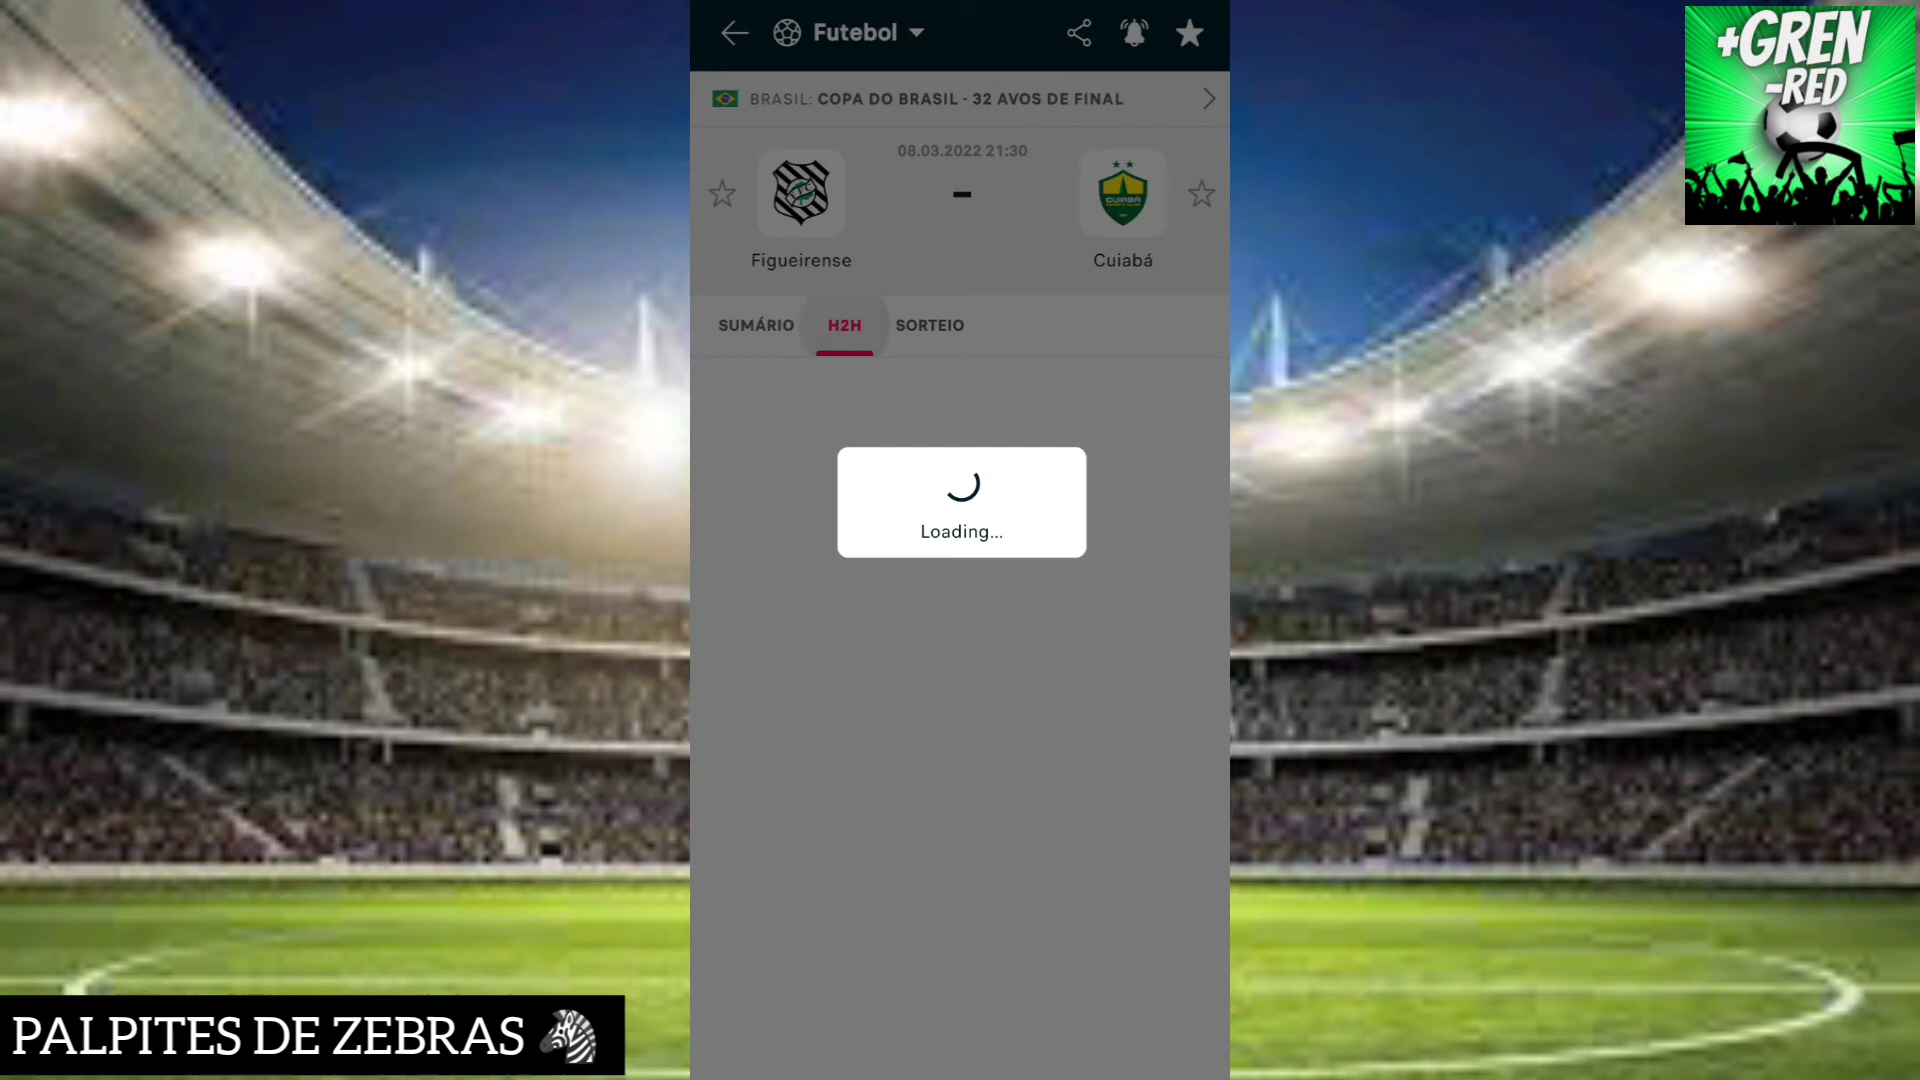 Futebol
BRASIL: COPA DO BRASIL - 32 AVOS DE FINAL
08.03.2022 21:30
-
Figueirense
Cuiabá
CUIABÁ
SUMÁRIO
H2H
SORTEIO
Loading...
+GREN
-RED
PALPITES DE ZEBRAS